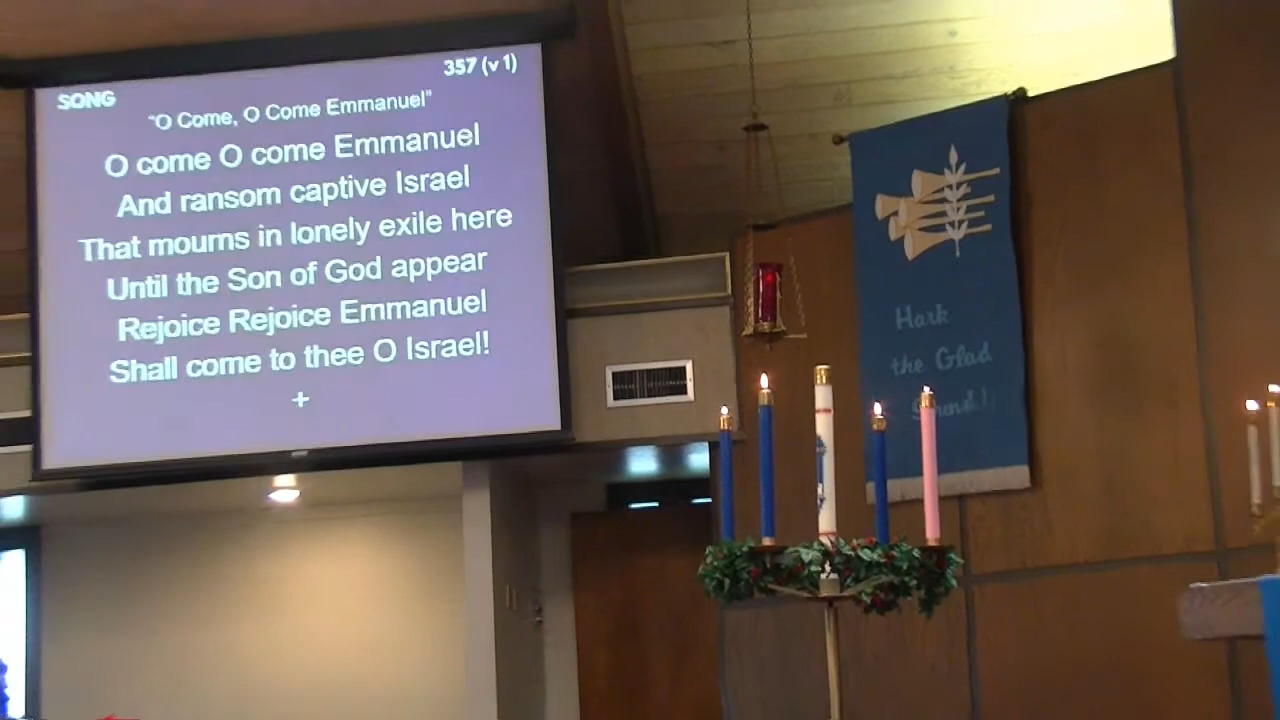 SONG
357 (v 1)
"O Come, O Come Emmanuel"
O come O come Emmanuel
And ransom captive Israel
That mourns in lonely exile here
Until the Son of God appear
Rejoice Rejoice Emmanuel
Shall come to thee O Israel!
+
Hark
the Glad
Sound!